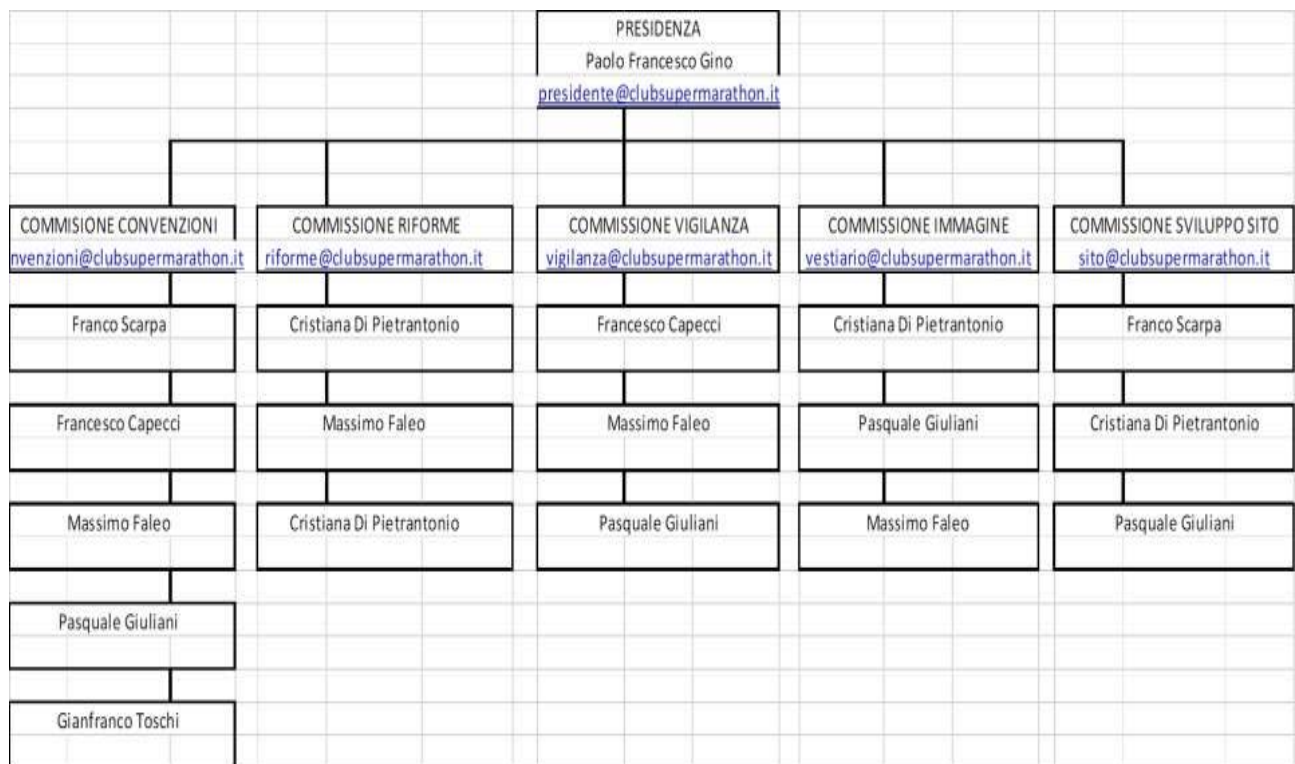 PRESIDENZA
Paolo Francesco Gino
presidente@clubsupermarathon.it
COMMISIONE CONVENZIONI
nvenzioni@clubsupermarathon.it
Franco Scarpa
Francesco Capecci
Massimo Faleo
Pasquale Giuliani
Gianfranco Toschi
COMMISSIONE RIFORME
riforme@clubsupermarathon.it
Cristiana Di Pietrantonio
Massimo Faleo
Cristiana Di Pietrantonio
COMMISSIONE VIGILANZA
vigilanza@clubsupermarathon.it
Francesco Capecci
Massimo Faleo
Pasquale Giuliani
COMMISSIONE IMMAGINE
vestiario@clubsupermarathon.it
Cristiana Di Pietrantonio
Pasquale Giuliani
Massimo Faleo
COMMISSIONE SVILUPPO SITO
sito@clubsupermarathon.it
Franco Scarpa
Cristiana Di Pietrantonio
Pasquale Giuliani